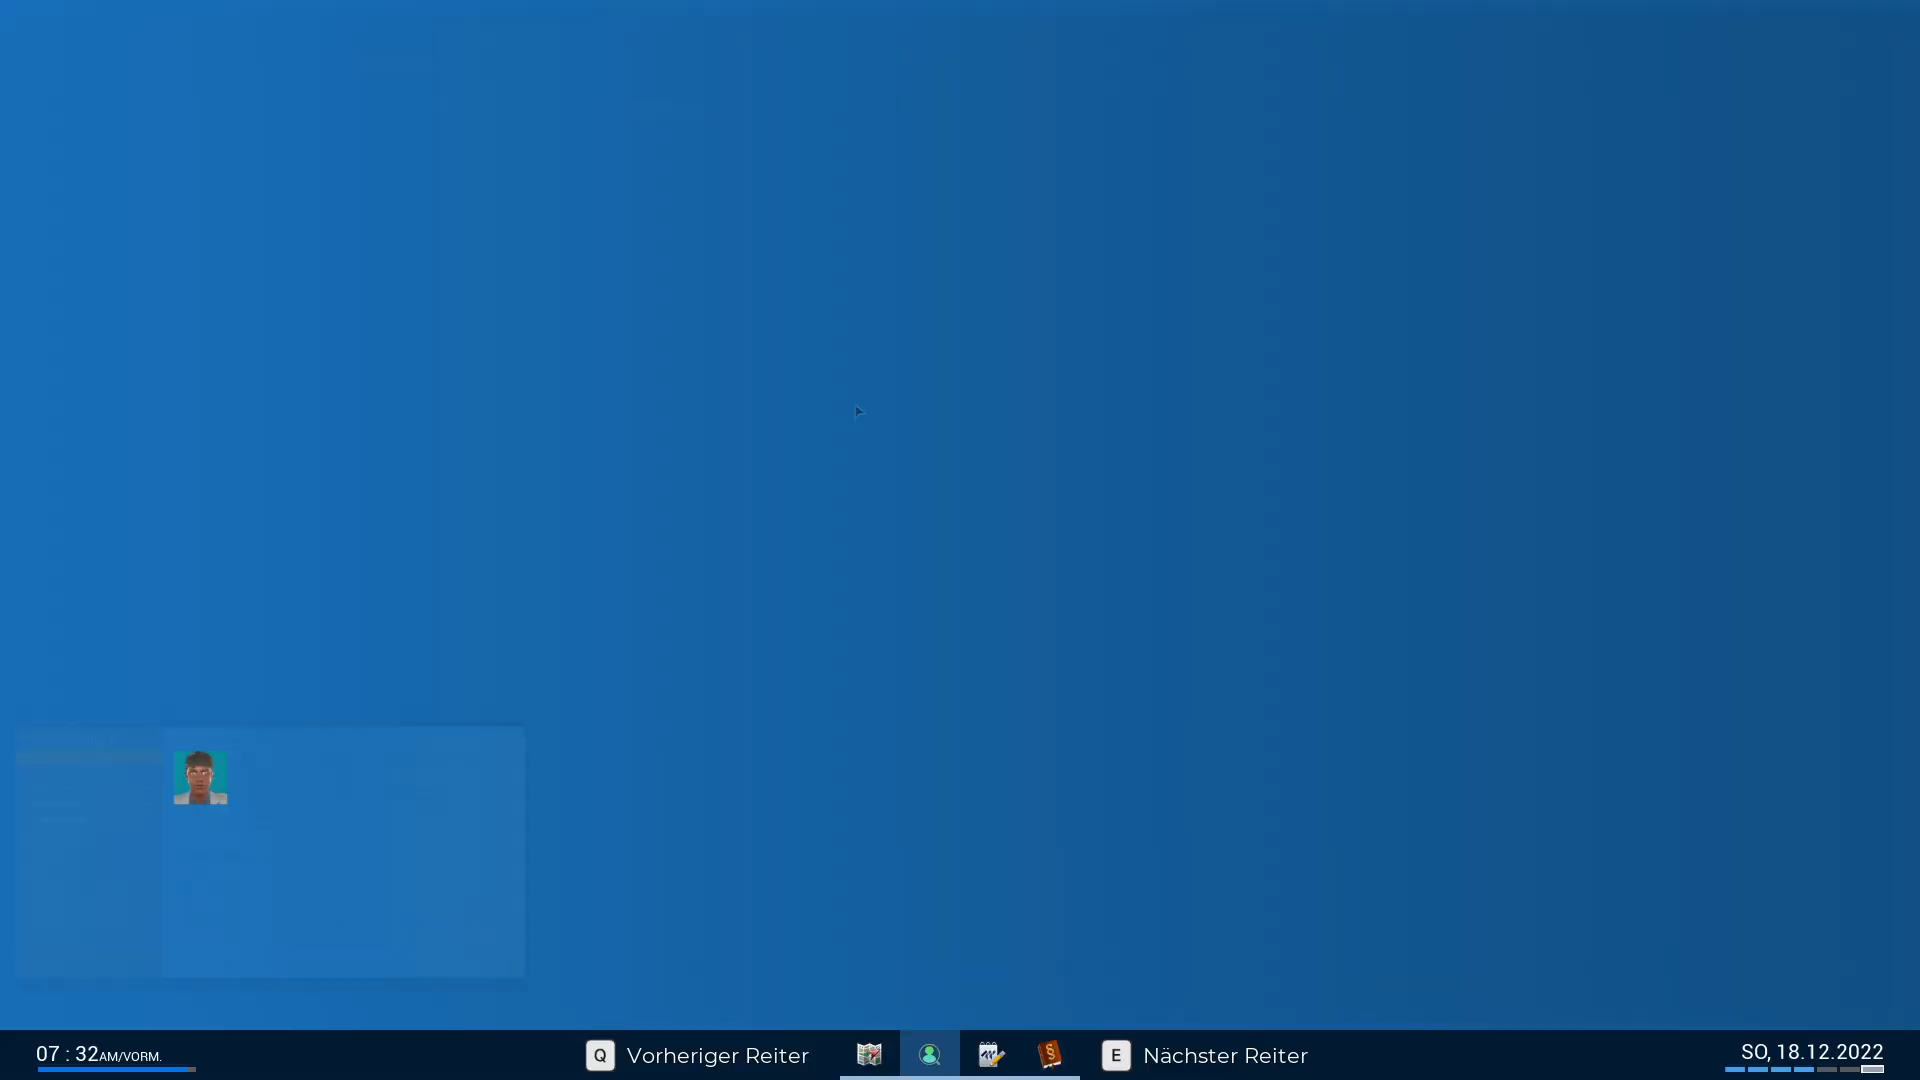 07 : 32AM/VORM.
Q Vorheriger Reiter
E Nächster Reiter
SO, 18.12.2022